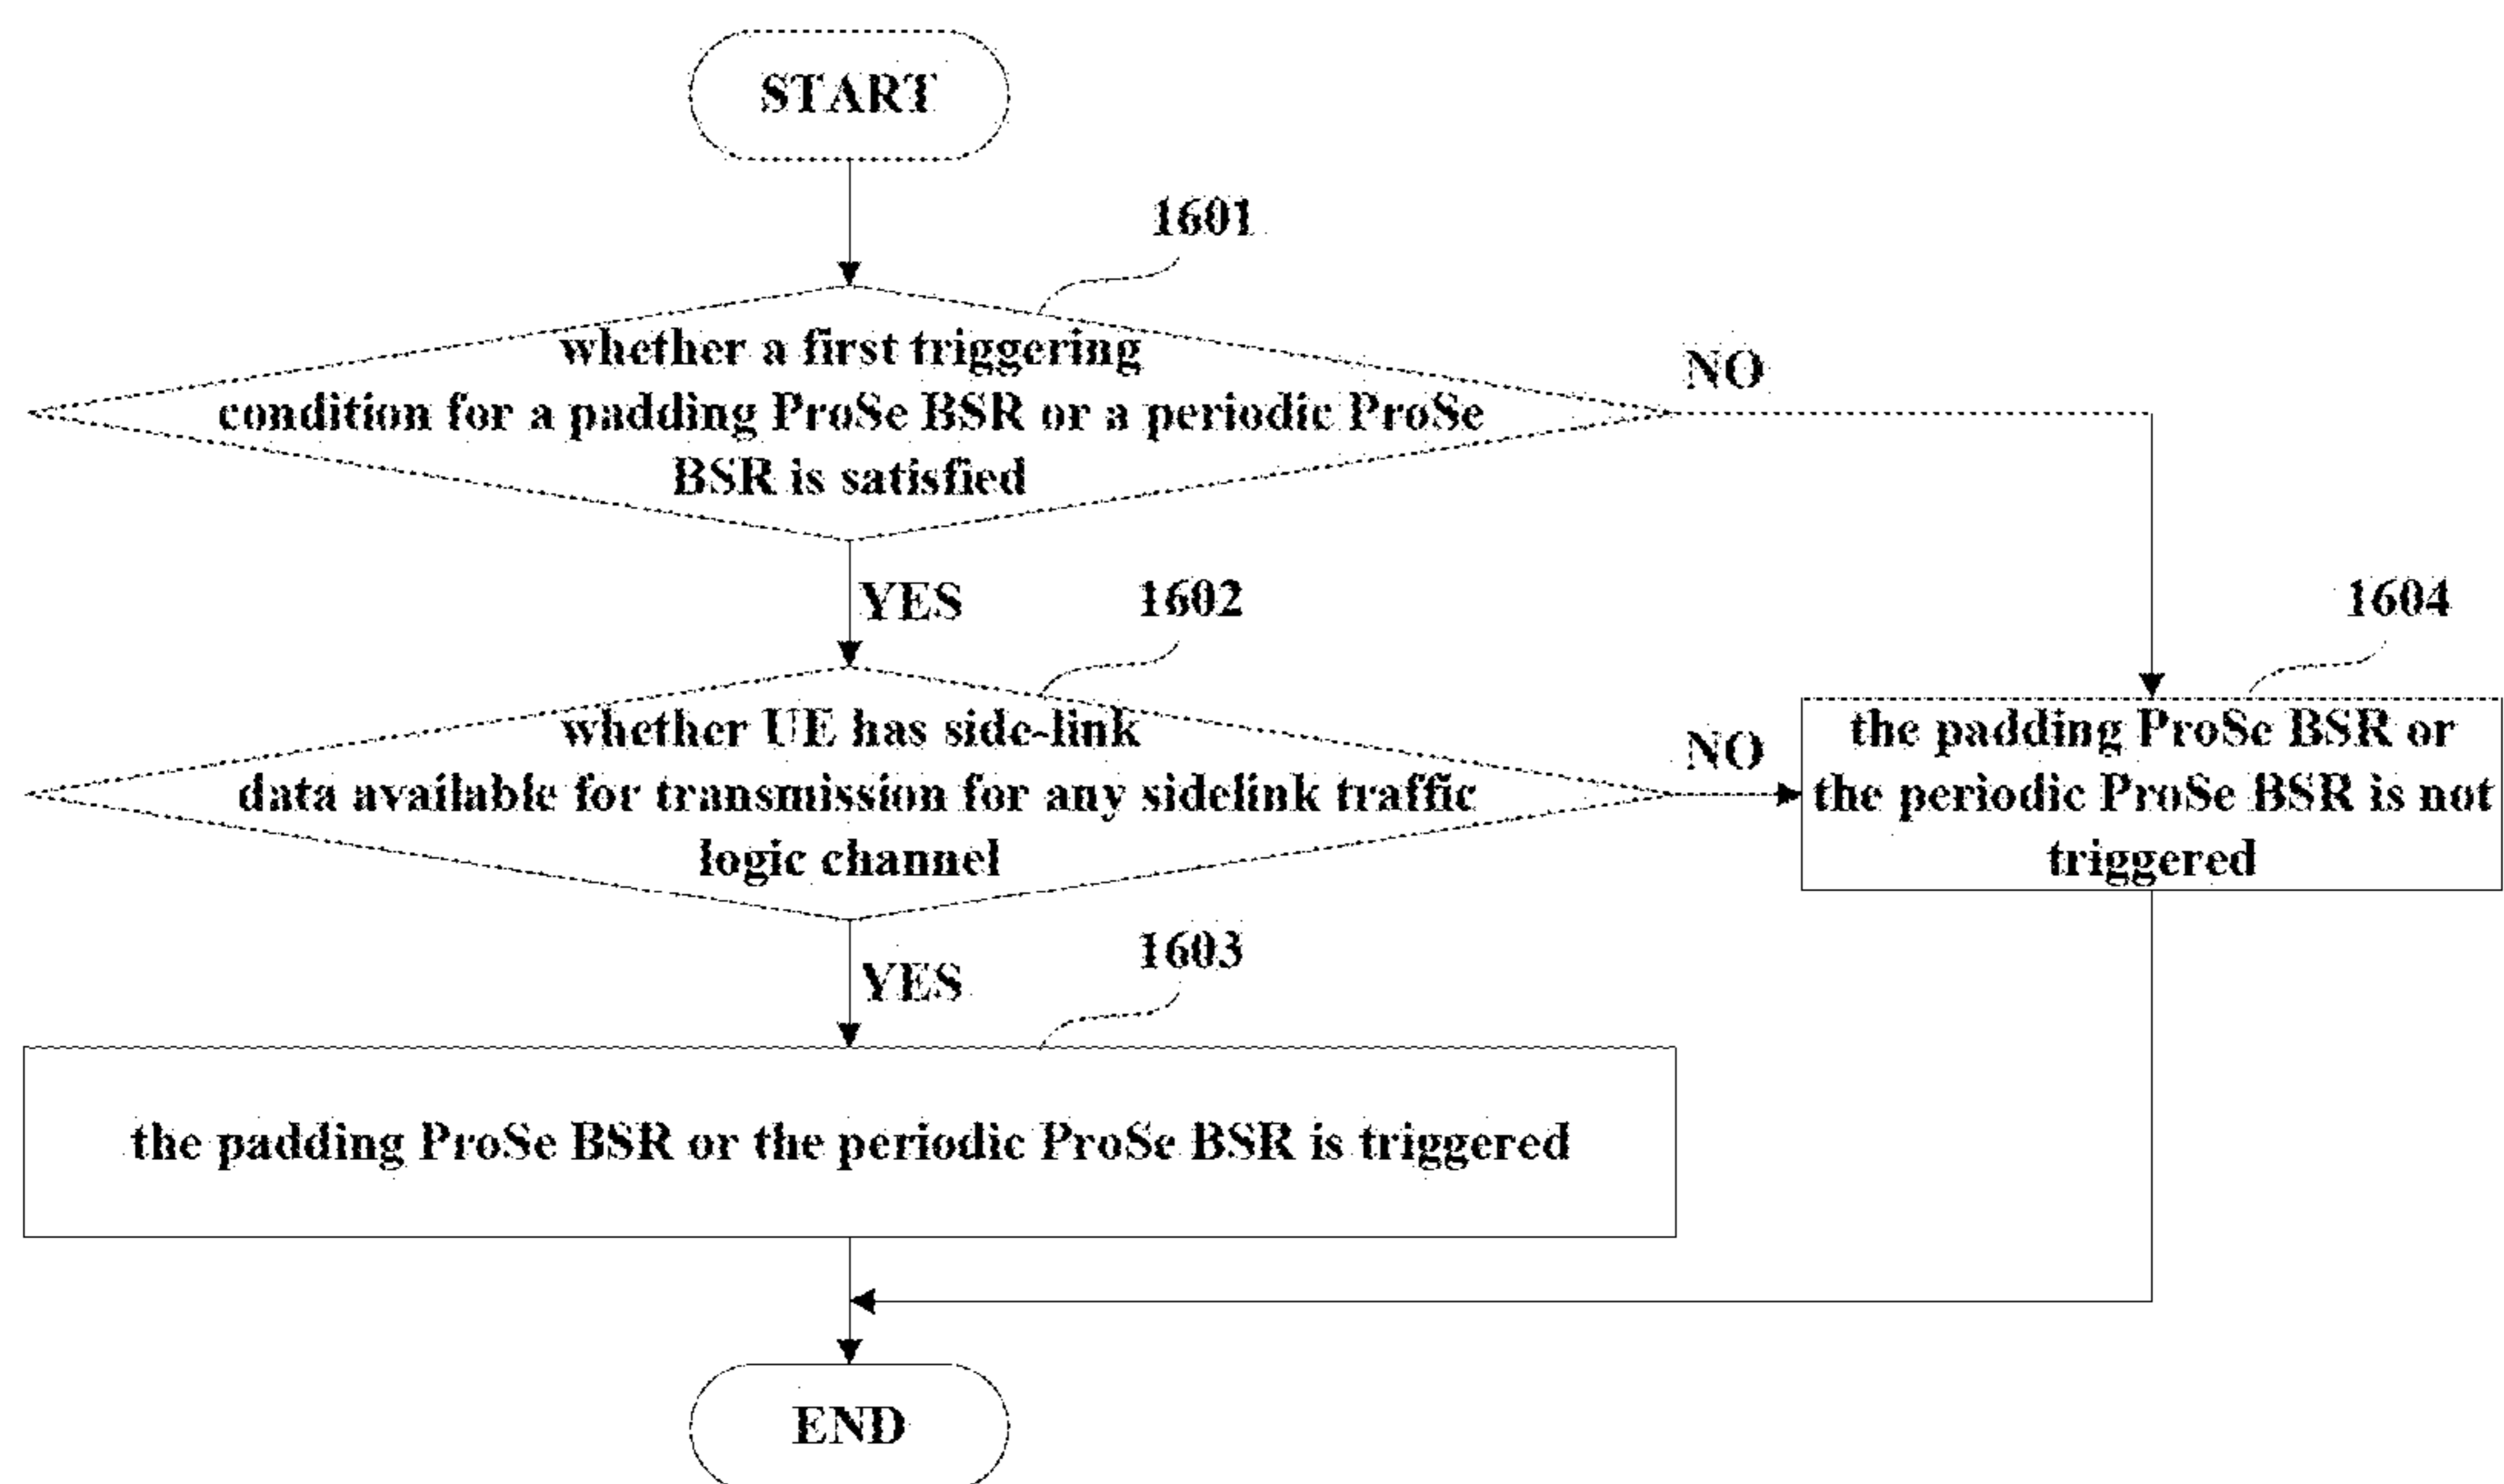 START
1601
whether a first triggering
condition for a padding ProSe BSR or a periodic ProSe
BSR is satisfied
NO
YES
1602
1604
whether UE has side-link
data available for transmission for any sidelink traffic
logic channel
NO
the padding ProSe BSR or
the periodic ProSe BSR is not
triggered
YES
1603
the padding ProSe BSR or the periodic ProSe BSR is triggered
END